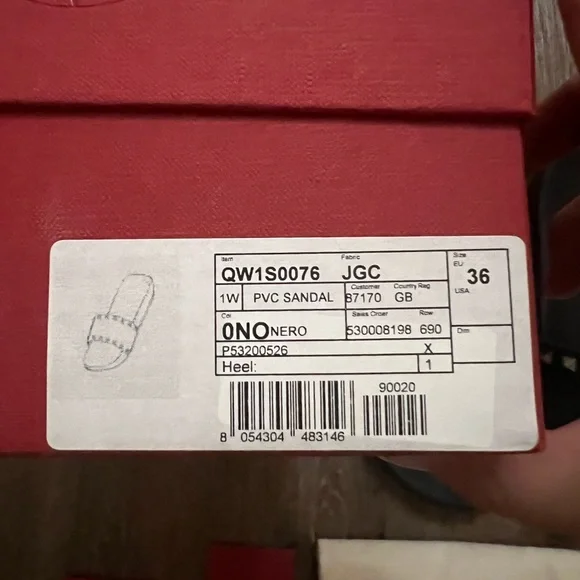 Item Fabric
QW1S0076 JGC
1W PVC SANDAL
Customer Country Rag
87170 GB
Size
EU
36
USA
Col.
0NO NERO
Sales Order Row
530008198 690
Dim
P53200526 X
Heel: 1
90020
8 054304 483146